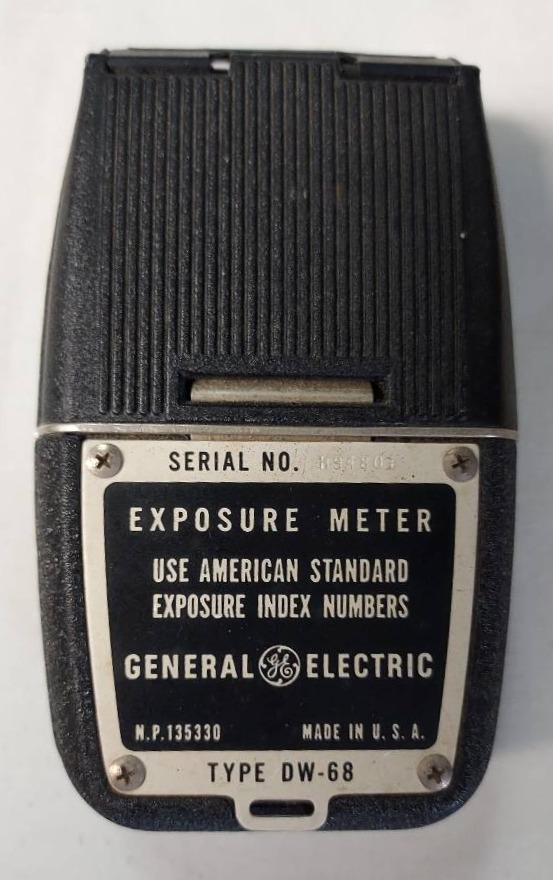 SERIAL NO.
EXPOSURE METER
USE AMERICAN STANDARD
EXPOSURE INDEX NUMBERS
GENERAL GE ELECTRIC
N.P.135330 MADE IN U.S.A.
TYPE DW-68